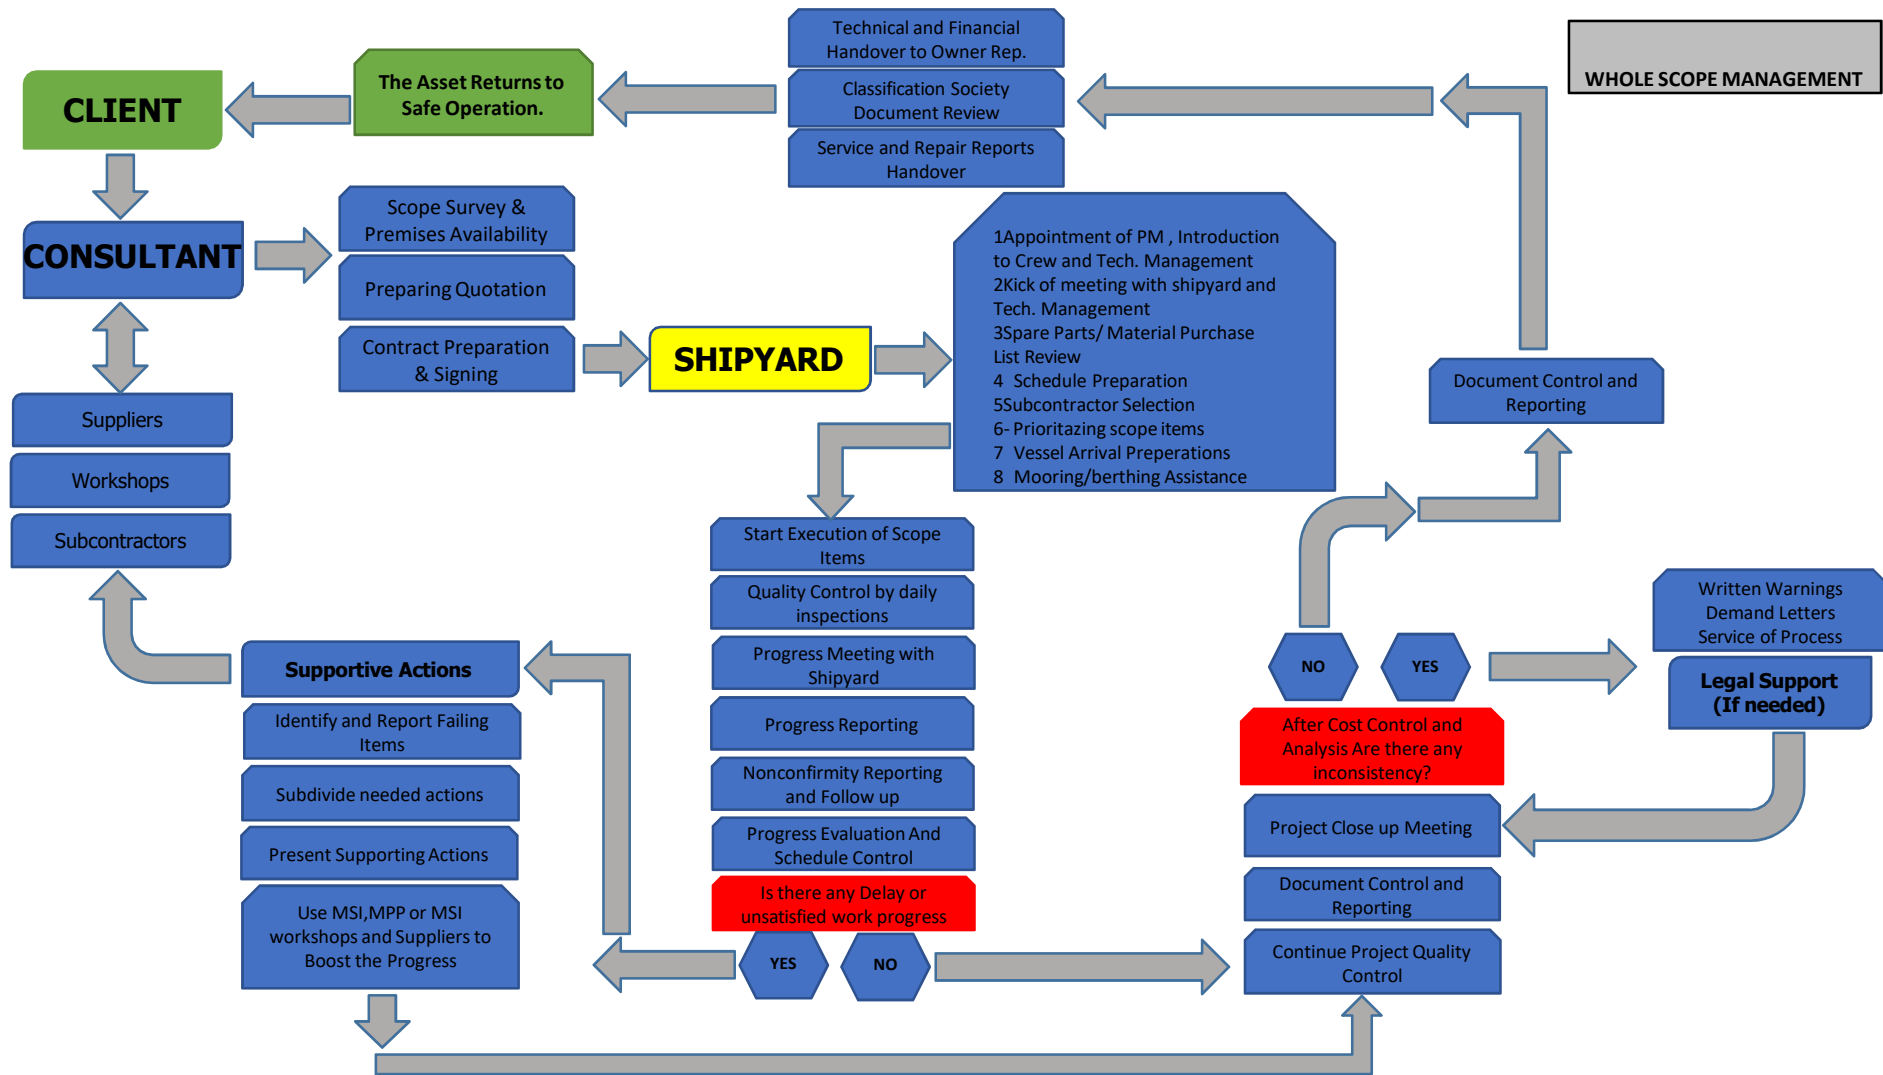 WHOLE SCOPE MANAGEMENT
CLIENT
The Asset Returns to
Safe Operation.
Technical and Financial
Handover to Owner Rep.
Classification Society
Document Review
Service and Repair Reports
Handover
CONSULTANT
Scope Survey &
Premises Availability
Preparing Quotation
Contract Preparation
& Signing
SHIPYARD
1Appointment of PM , Introduction
to Crew and Tech. Management
2Kick of meeting with shipyard and
Tech. Management
3Spare Parts/ Material Purchase
List Review
4 Schedule Preparation
5Subcontractor Selection
6- Prioritazing scope items
7 Vessel Arrival Preperations
8 Mooring/berthing Assistance
Document Control and
Reporting
Suppliers
Workshops
Subcontractors
Start Execution of Scope
Items
Quality Control by daily
inspections
Progress Meeting with
Shipyard
Progress Reporting
Nonconfirmity Reporting
and Follow up
Progress Evaluation And
Schedule Control
Is there any Delay or
unsatisfied work progress
YES
NO
Supportive Actions
Identify and Report Failing
Items
Subdivide needed actions
Present Supporting Actions
Use MSI,MPP or MSI
workshops and Suppliers to
Boost the Progress
NO
YES
After Cost Control and
Analysis Are there any
inconsistency?
Project Close up Meeting
Document Control and
Reporting
Continue Project Quality
Control
Written Warnings
Demand Letters
Service of Process
Legal Support
(If needed)